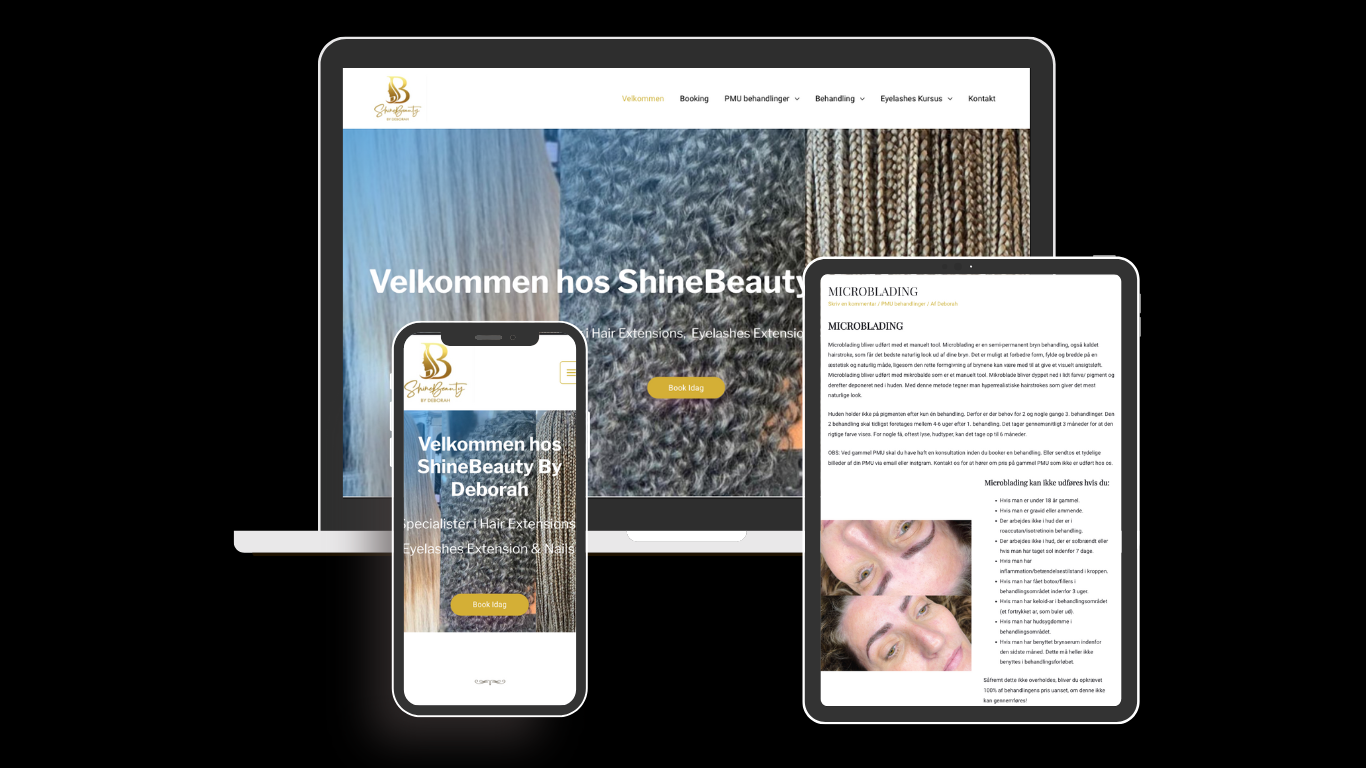 B
ShineBeauty
BY DEBORAH
Velkommen
Booking
PMU behandlinger
Behandling
Eyelashes Kursus
Kontakt
Velkommen hos ShineBeauty
i Hair Extensions, Eyelashes Extensio
Book Idag
B
ShineBeauty
BY DEBORAH
Velkommen hos
ShineBeauty By
Deborah
Specialister i Hair Extensions
Eyelashes Extension & Nails
Book Idag
MICROBLADING
Skriv en kommentar / PMU behandlinger / Af Deborah
MICROBLADING
Microblading bliver udført med et manuelt tool. Microblading er en semi-permanent bryn behandling, også kaldet
hairstroke, som får det bedste naturlig look ud af dine bryn. Det er muligt at forbedre form, fylde og bredde på en
æstetisk og naturlig måde, ligesom den rette formgivning af brynene kan være med til at give et visuelt ansigtsløft.
Microblading bliver udført med mikroblade som er et manuelt tool. Mikroblade bliver dyppet ned i lidt farve/ pigment og
derefter deponeret ned i huden. Med denne metode tegner man hyperrealistiske hairstrokes som giver det mest
naturlige look.
Huden holder ikke på pigmenten efter kun én behandling. Derfor er der behov for 2 og nogle gange 3. behandlinger. Den
2 behandling skal tidligst foretages mellem 4-6 uger efter 1. behandling. Det tager gennemsnitligt 3 måneder for at den
rigtige farve vises. For nogle få, oftest lyse, hudtyper, kan det tage op til 6 måneder.
OBS: Ved gammel PMU skal du have haft en konsultation inden du booker en behandling. Eller sendtos et tydelige
billeder af din PMU via email eller instgram. Kontakt os for at hører om pris på gammel PMU som ikke er udført hos os.
Microblading kan ikke udføres hvis du:
• Hvis man er under 18 år gammel.
• Hvis man er gravid eller ammende.
• Der arbejdes ikke i hud der er i
roaccutan/isotretinoin behandling.
• Der arbejdes ikke i hud, der er solbrændt eller
hvis man har taget sol indenfor 7 dage.
• Hvis man har
inflammation/betændelsestilstand i kroppen.
• Hvis man har fået botox/fillers i
behandlingsområdet indenfor 3 uger.
• Hvis man har keloid-ar i behandlingsområdet
(et fortrykket ar, som buler ud).
• Hvis man har hudsygdomme i
behandlingsområdet.
• Hvis man har benyttet brynserum indenfor
den sidste måned. Dette må heller ikke
benyttes i behandlingsforløbet.
Såfremt dette ikke overholdes, bliver du opkrævet
100% af behandlingens pris uanset, om denne ikke
kan gennemføres!